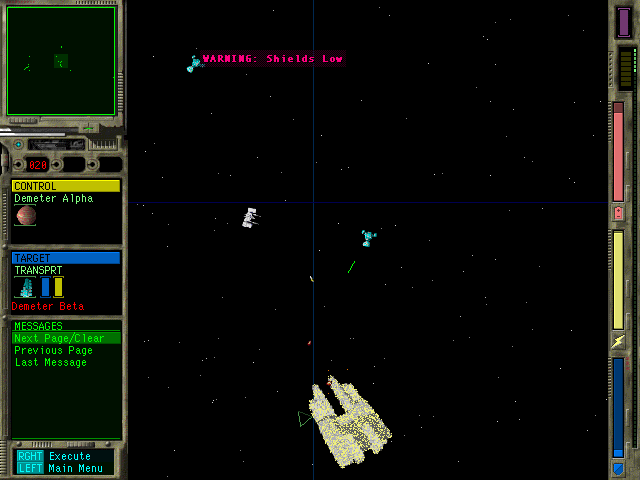 WARNING: Shields Low
020
CONTROL
Demeter Alpha
TARGET
TRANSPRT
Demeter Beta
MESSAGES
Next Page/Clear
Previous Page
Last Message
RGHT Execute
LEFT Main Menu